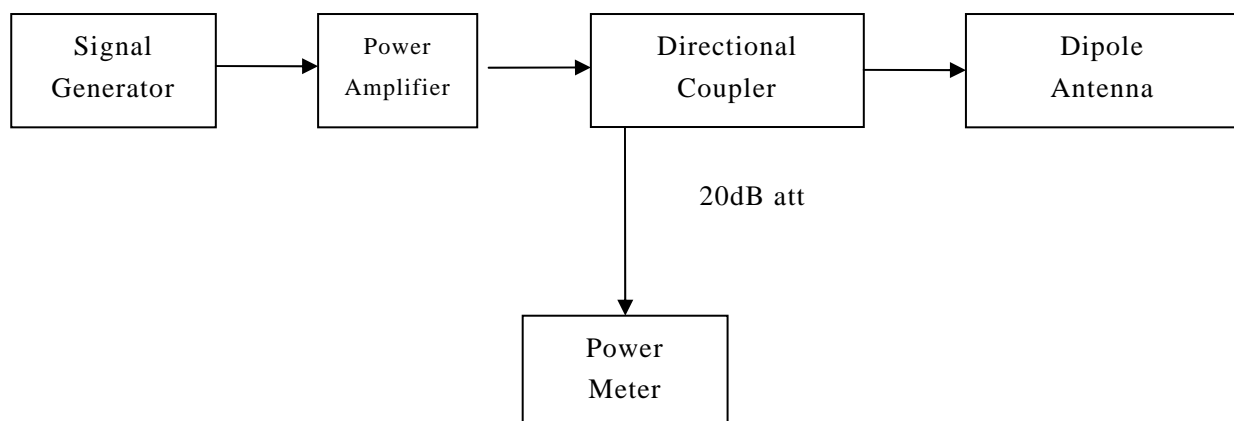 Signal
Generator
Power
Amplifier
Directional
Coupler
Dipole
Antenna
20dB att
Power
Meter